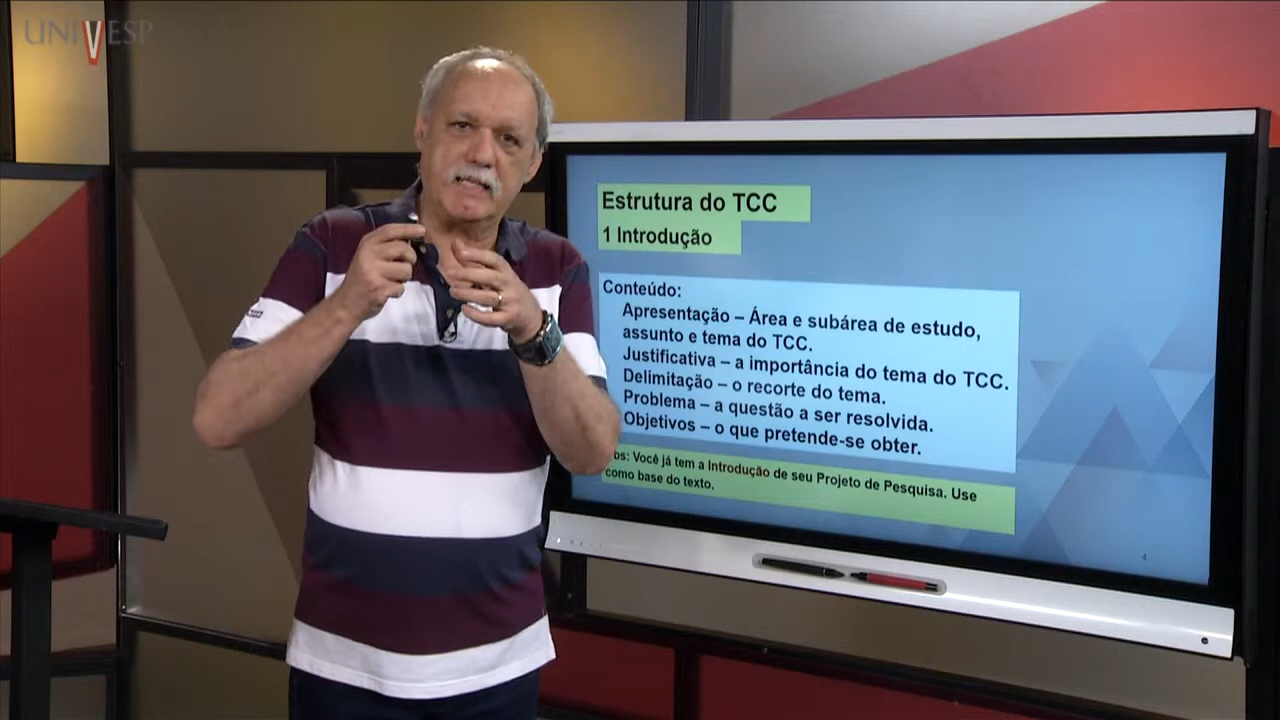 UNIVESP
Estrutura do TCC
1 Introdução
Conteúdo:
Apresentação – Área e subárea de estudo,
assunto e tema do TCC.
Justificativa – a importância do tema do TCC.
Delimitação – o recorte do tema.
Problema – a questão a ser resolvida.
Objetivos – o que pretende-se obter.
bs: Você já tem a Introdução de seu Projeto de Pesquisa. Use
como base do texto.
4